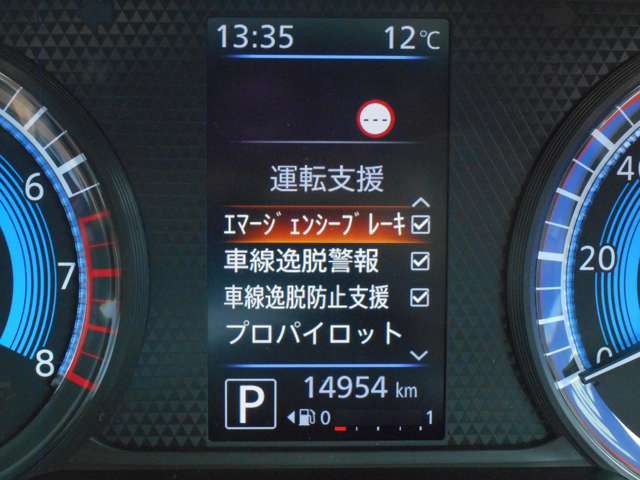 13:35 12℃
---
運転支援
ｴﾏｰｼﾞｪﾝｼｰﾌﾞﾚｰｷ
車線逸脱警報
車線逸脱防止支援
プロパイロット
P 14954 km
0 1
6
7
8
40
20
0